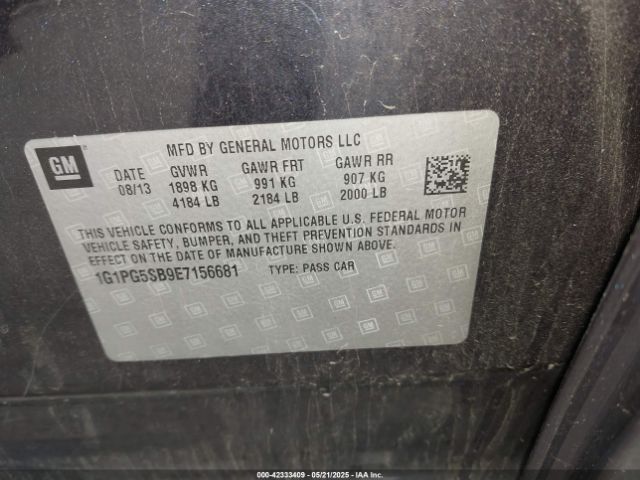 GM
MFD BY GENERAL MOTORS LLC
DATE GVWR GAWR FRT GAWR RR
08/13 1898 KG 991 KG 907 KG
4184 LB 2184 LB 2000 LB
THIS VEHICLE CONFORMS TO ALL APPLICABLE U.S. FEDERAL MOTOR
VEHICLE SAFETY, BUMPER, AND THEFT PREVENTION STANDARDS IN
EFFECT ON THE DATE OF MANUFACTURE SHOWN ABOVE.
1G1PG5SB9E7156681 TYPE: PASS CAR
000-42333409 - 05/21/2025 - IAA Inc.